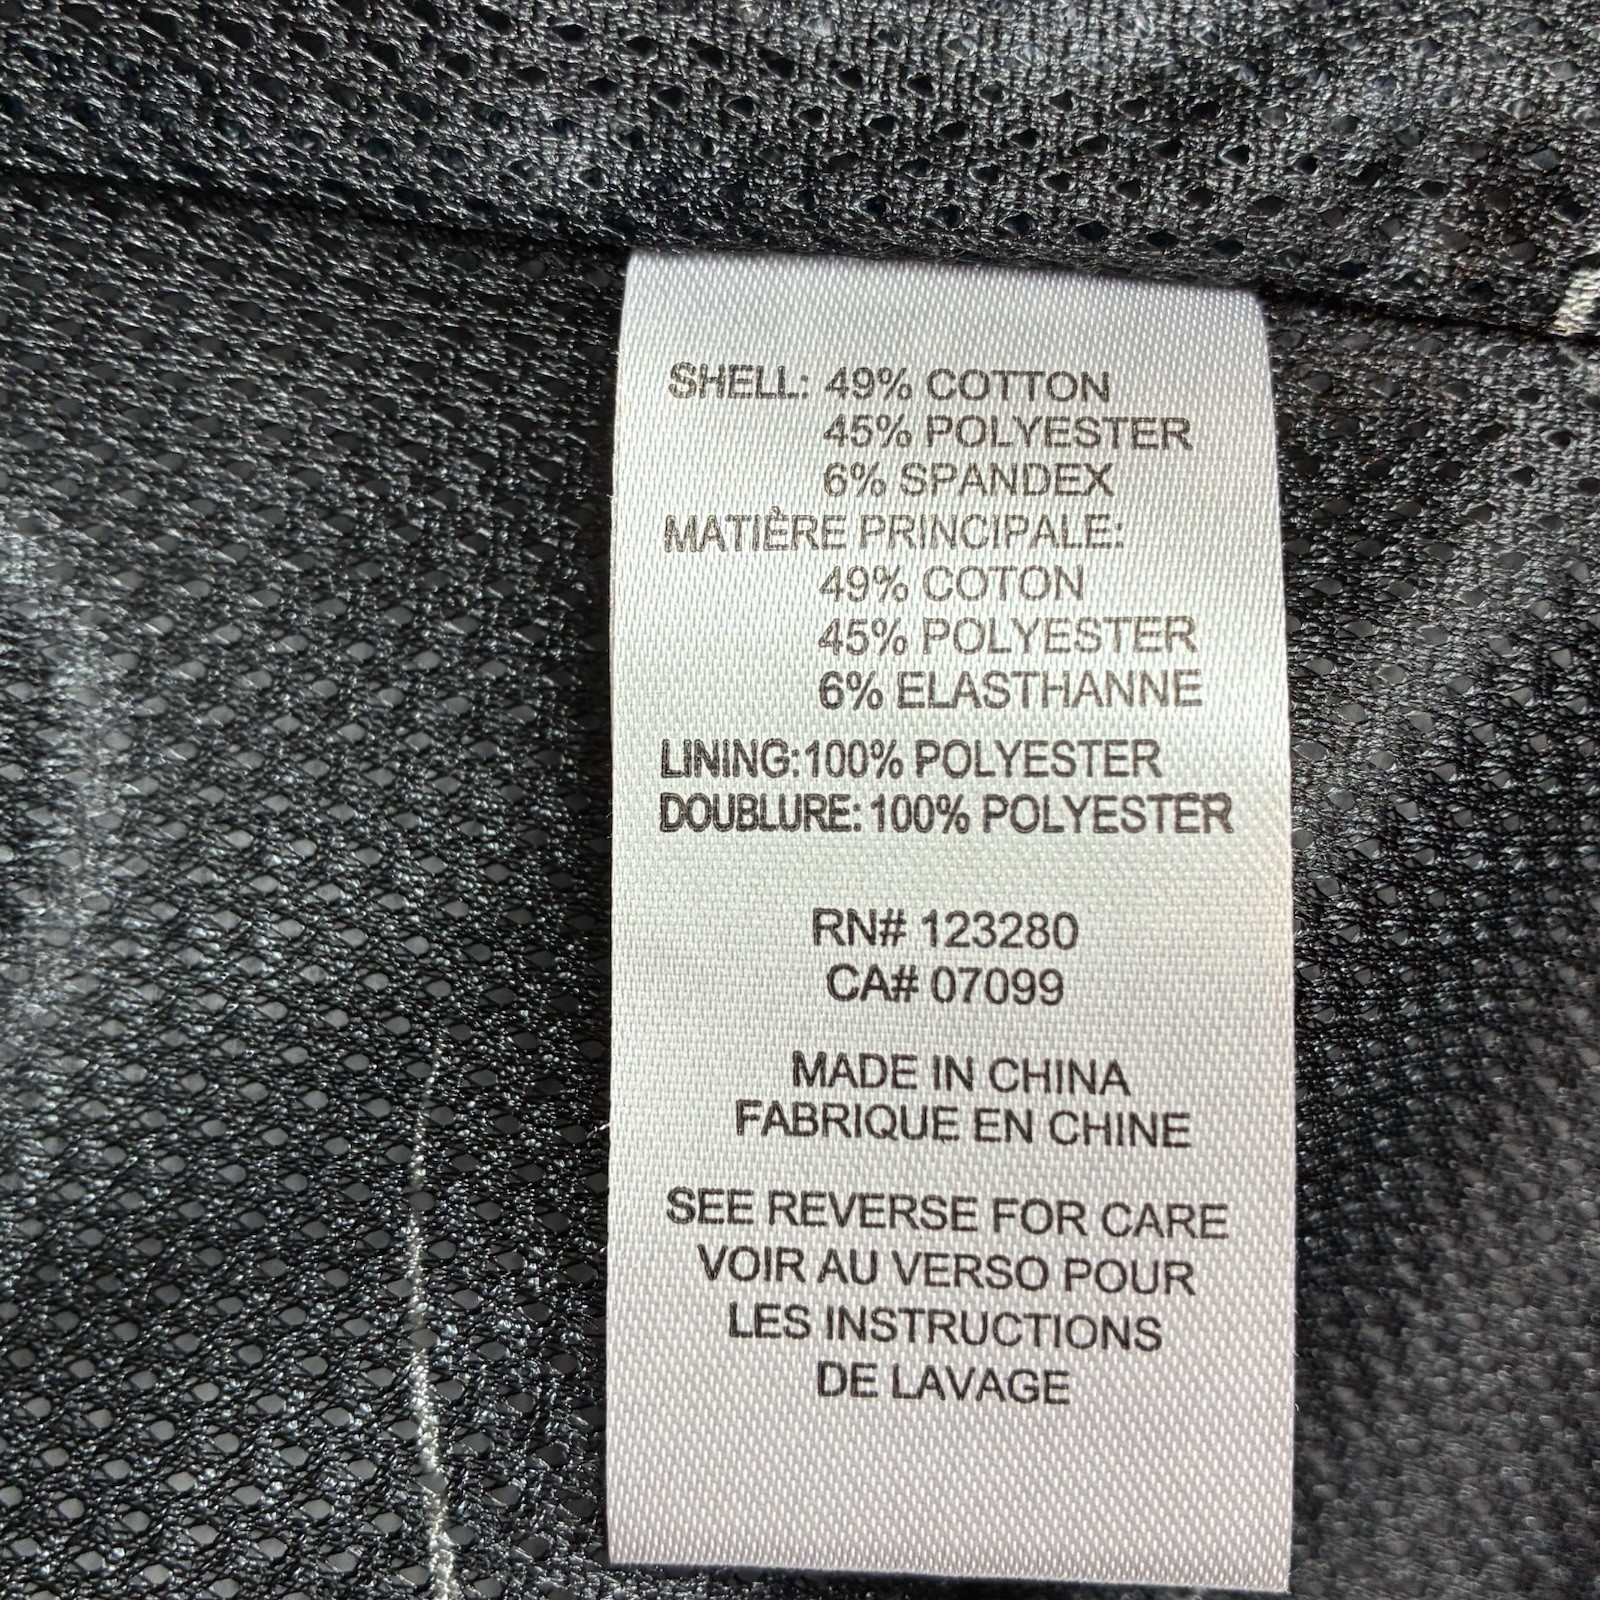 SHELL: 49% COTTON
45% POLYESTER
6% SPANDEX
MATIÈRE PRINCIPALE:
49% COTON
45% POLYESTER
6% ELASTHANNE
LINING:100% POLYESTER
DOUBLURE: 100% POLYESTER
RN# 123280
CA# 07099
MADE IN CHINA
FABRIQUE EN CHINE
SEE REVERSE FOR CARE
VOIR AU VERSO POUR
LES INSTRUCTIONS
DE LAVAGE